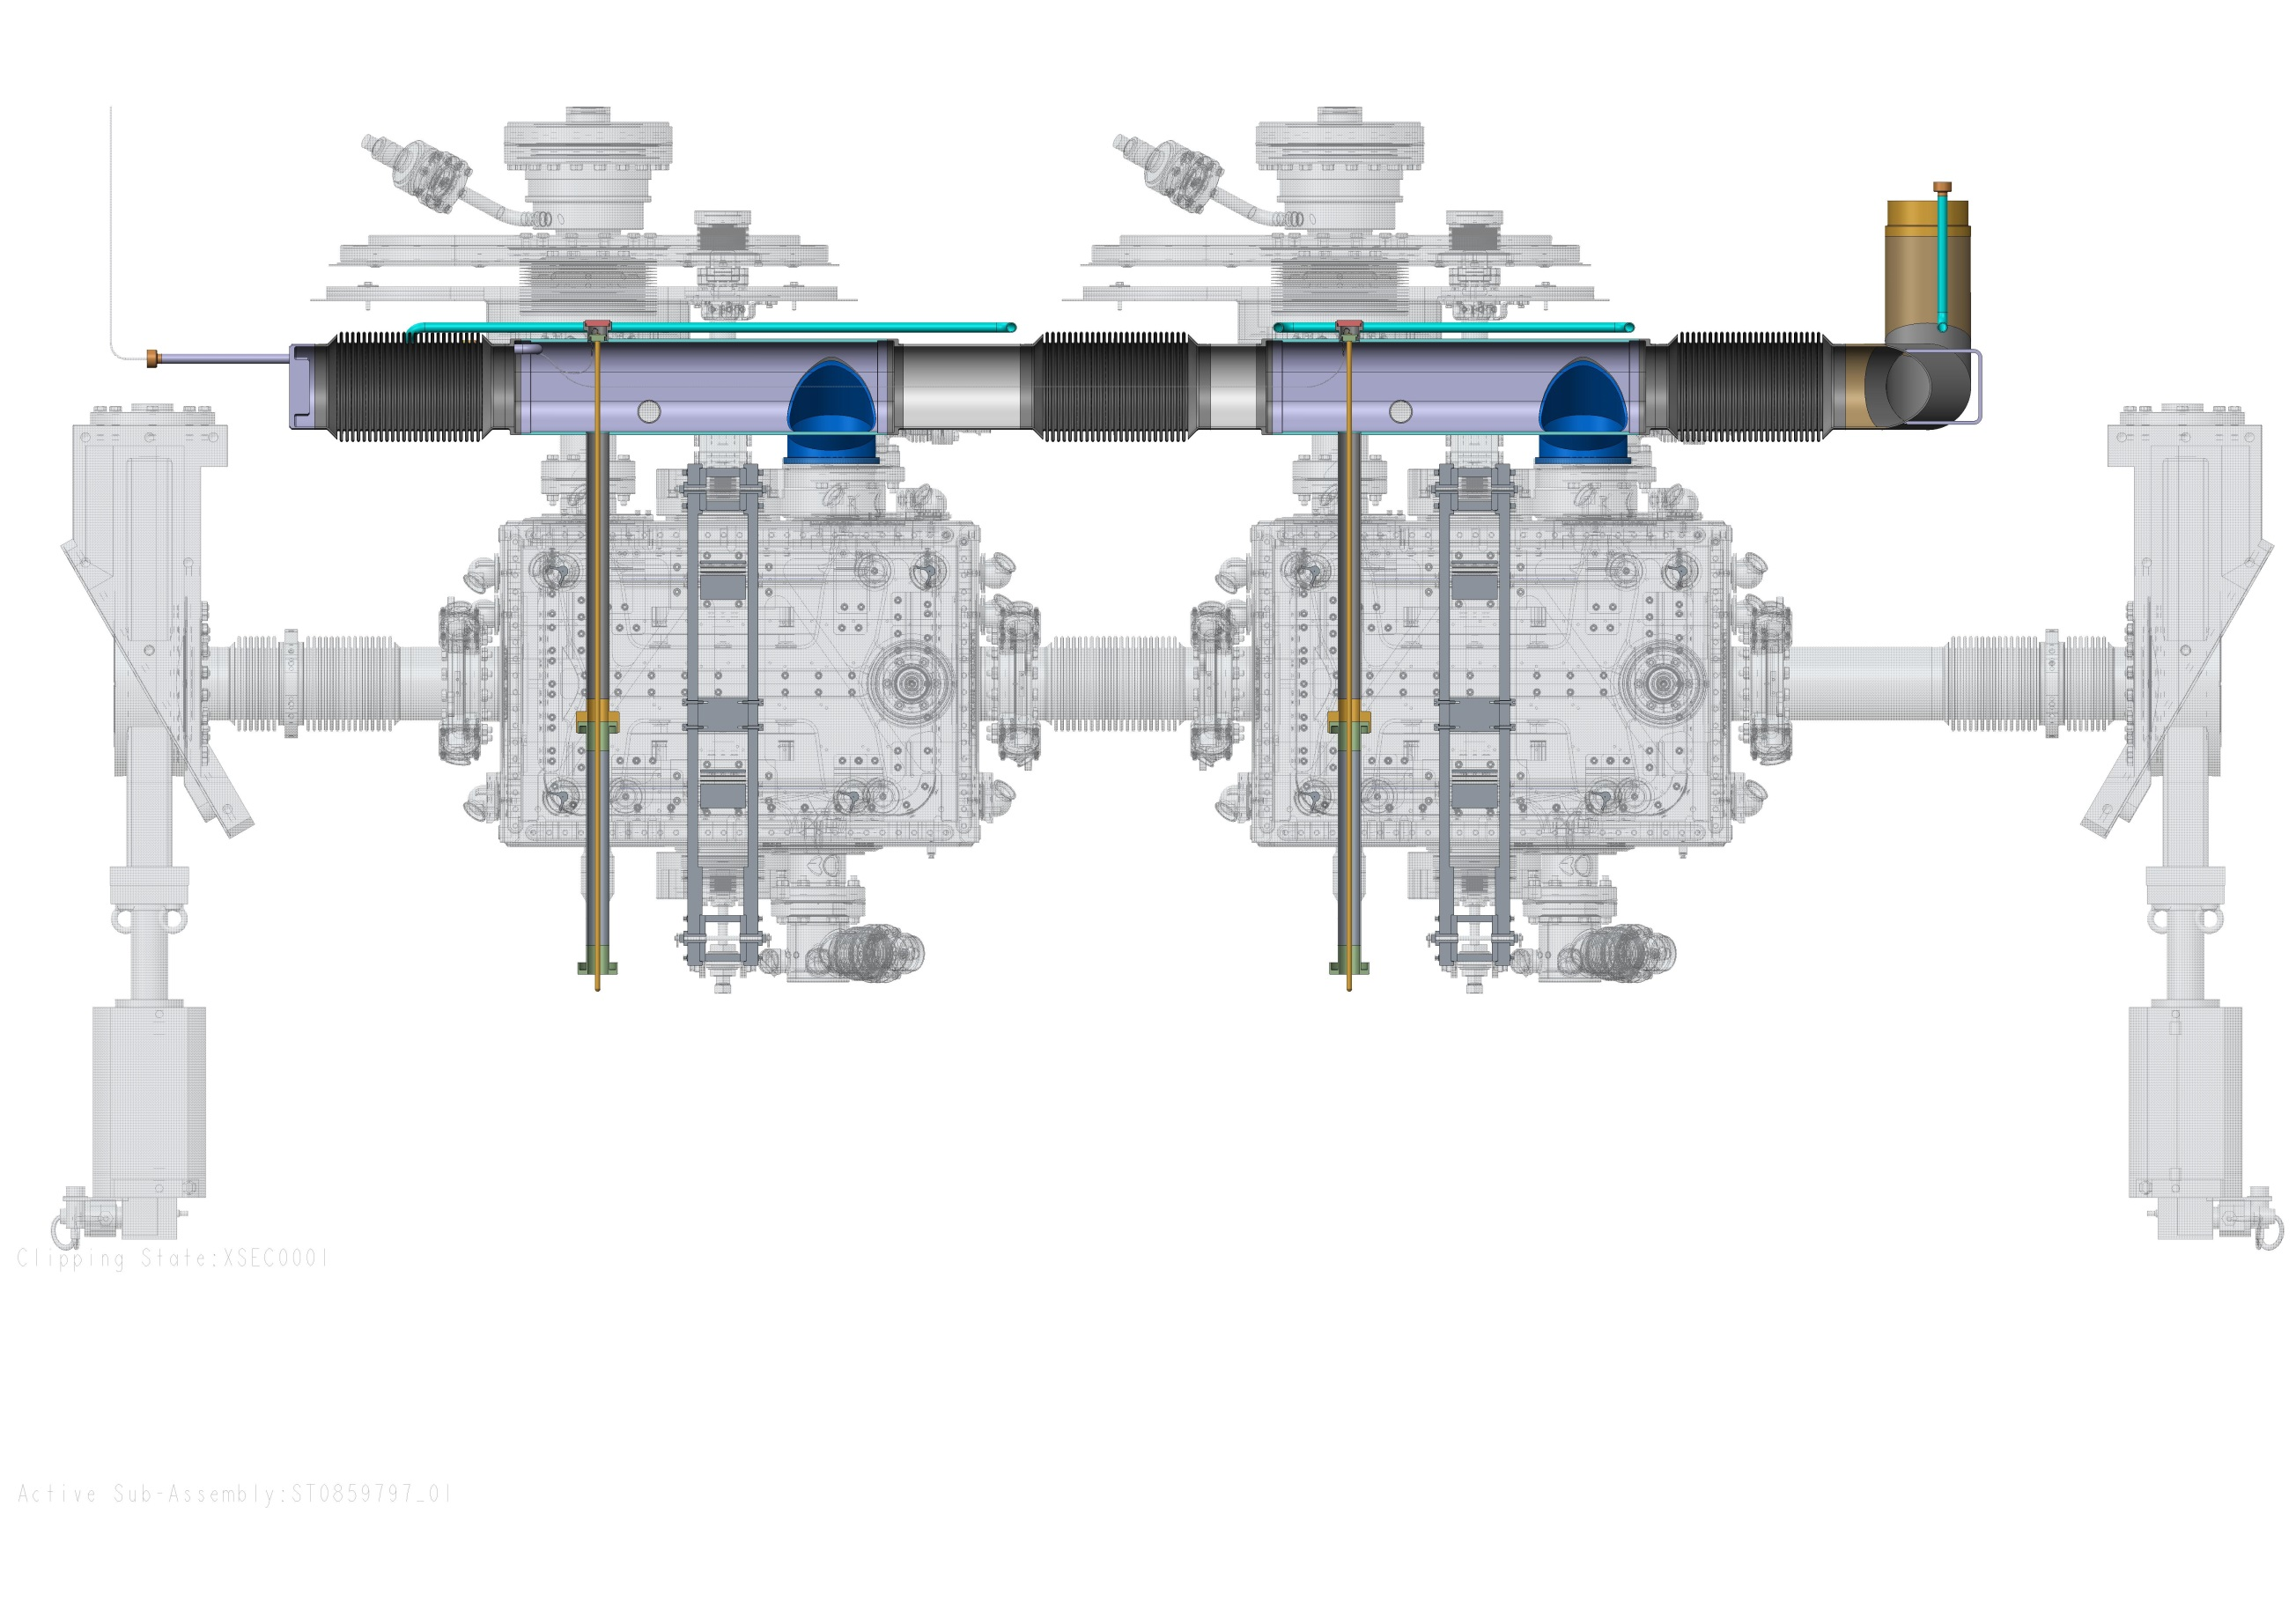 Clipping State:XSEC0001
Active Sub-Assembly:ST0859797_01